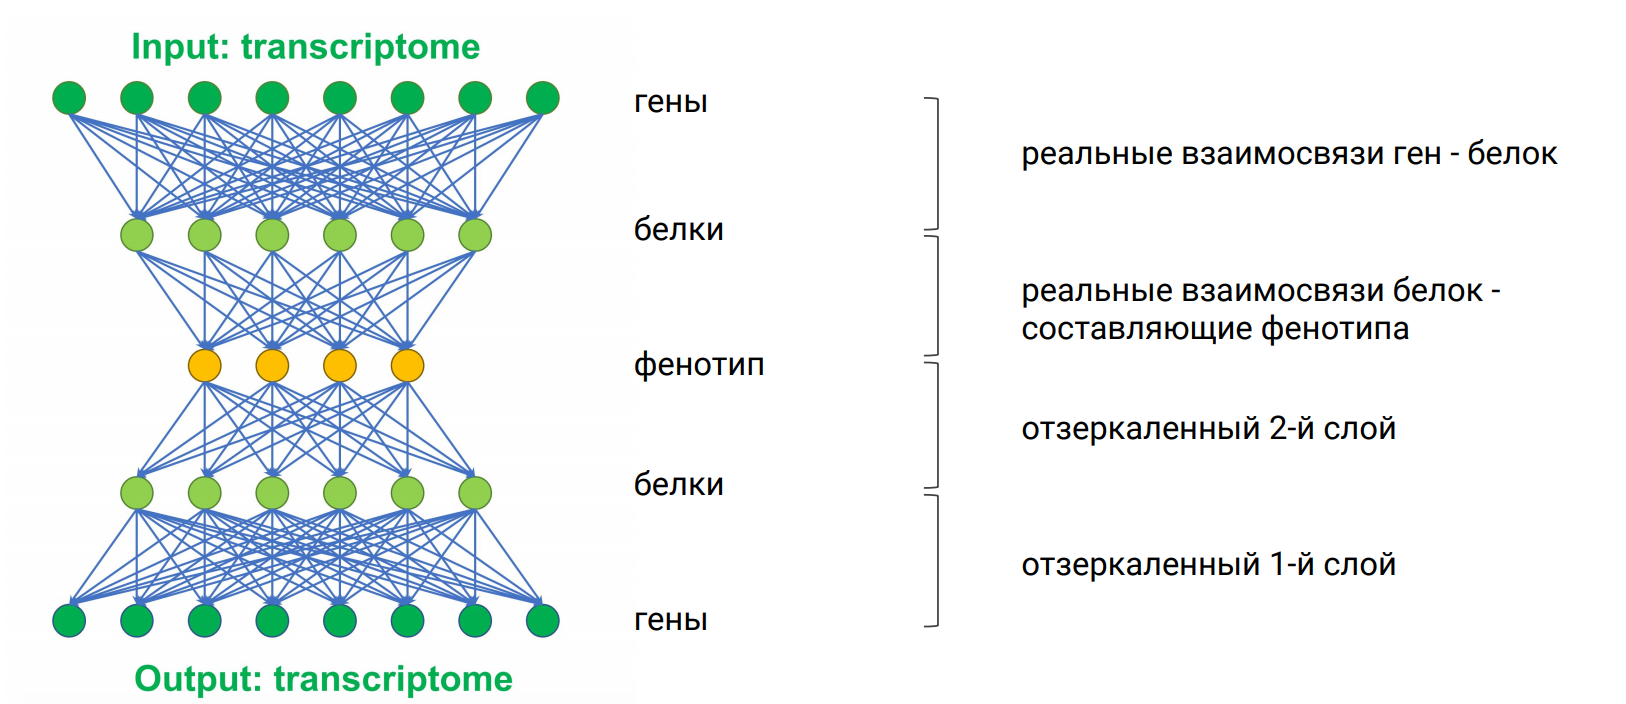 Input: transcriptome
гены
реальные взаимосвязи ген - белок
белки
реальные взаимосвязи белок -
составляющие фенотипа
фенотип
отзеркаленный 2-й слой
белки
отзеркаленный 1-й слой
гены
Output: transcriptome